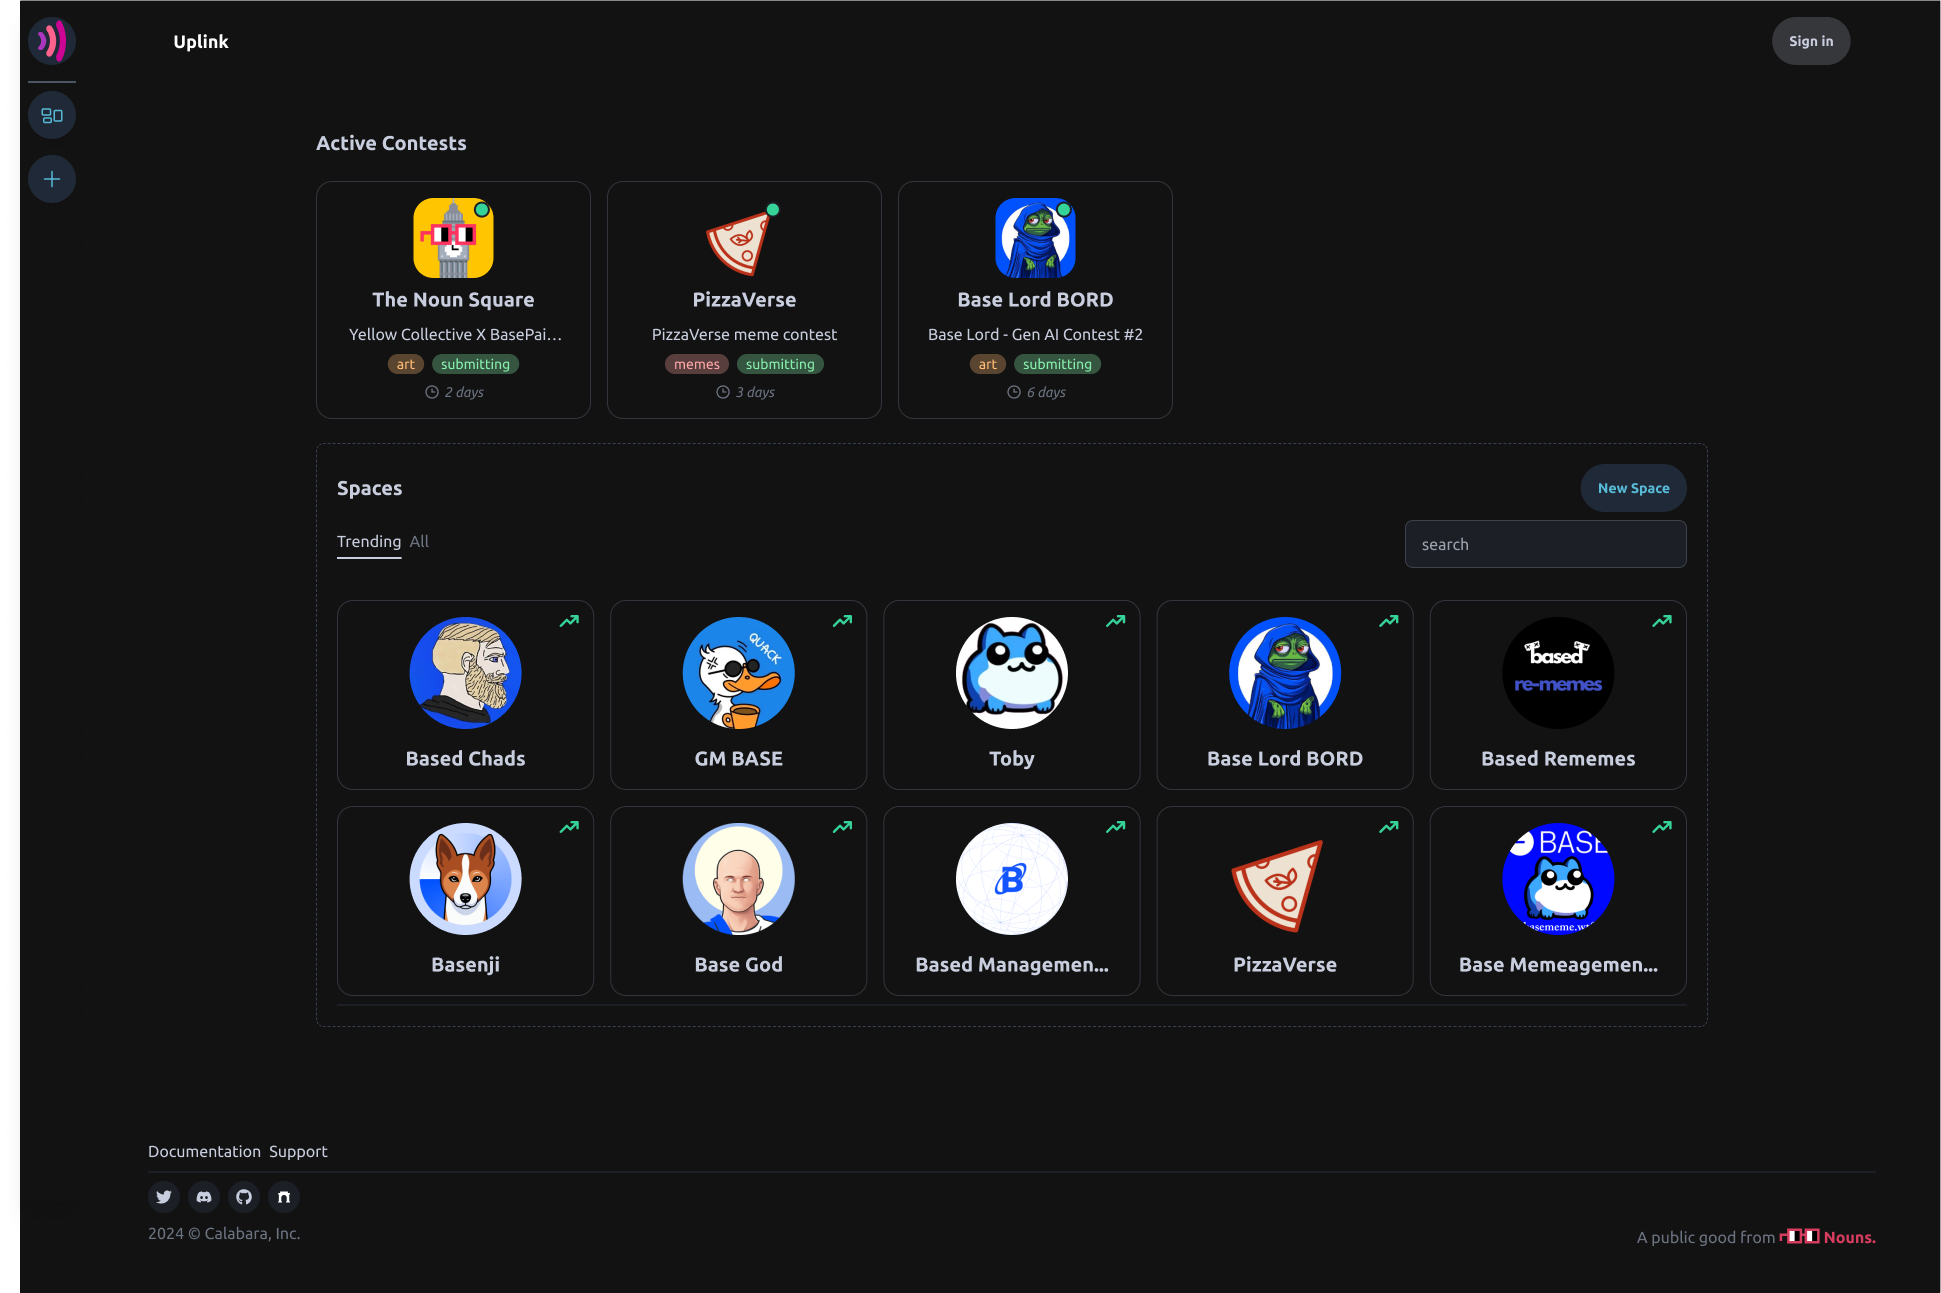 Uplink
Sign in
Active Contests
The Noun Square
Yellow Collective X BasePai...
art submitting
2 days
PizzaVerse
PizzaVerse meme contest
memes submitting
3 days
Base Lord BORD
Base Lord - Gen AI Contest #2
art submitting
6 days
Spaces
New Space
Trending All
search
Based Chads
QUACK
GM BASE
Toby
Base Lord BORD
based
re-memes
Based Rememes
Basenji
Base God
B
Based Managemen...
PizzaVerse
BASE
Base Memeagemen...
Documentation Support
2024 © Calabara, Inc.
A public good from Nouns.